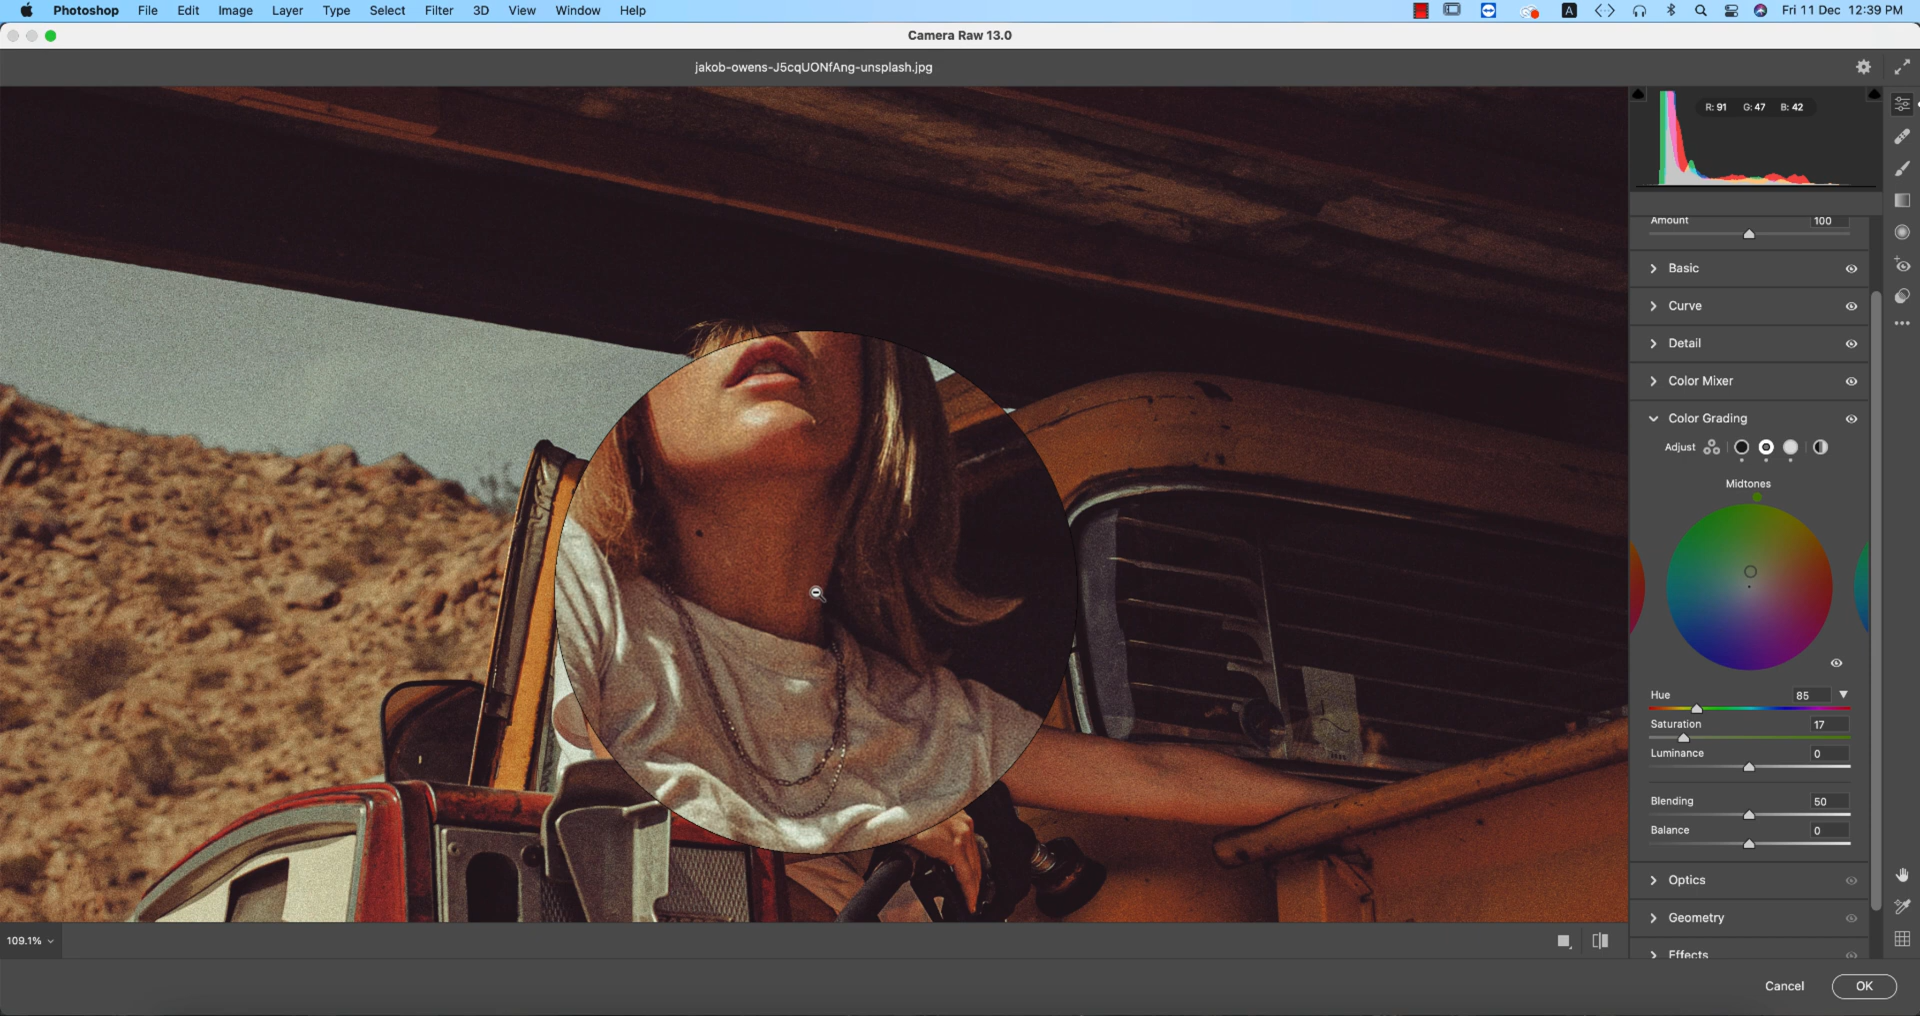 Photoshop File Edit Image Layer Type Select Filter 3D View Window Help A Fri 11 Dec 12:39 PM
Camera Raw 13.0
jakob-owens-J5cqUONfAng-unsplash.jpg
R: 91 G: 47 B: 42
Amount 100
Basic
Curve
Detail
Color Mixer
Color Grading
Adjust
Midtones
Hue 85
Saturation 17
Luminance 0
Blending 50
Balance 0
Optics
Geometry
Effects
109.1%
Cancel OK